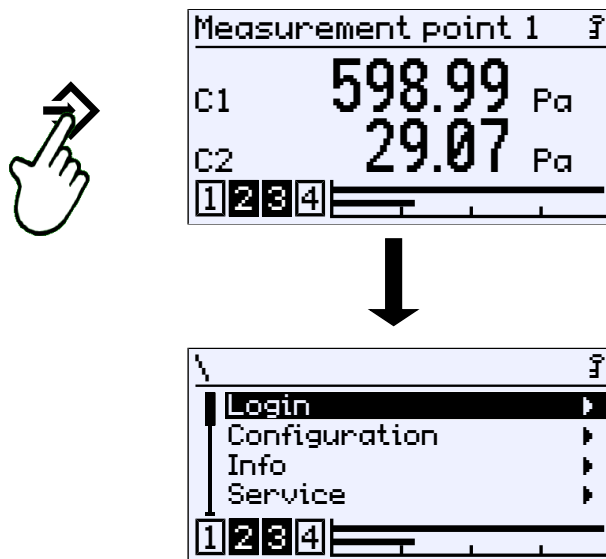 Measurement point 1
C1 598.99 Pa
C2 29.07 Pa
1 2 3 4
\
Login
Configuration
Info
Service
1 2 3 4